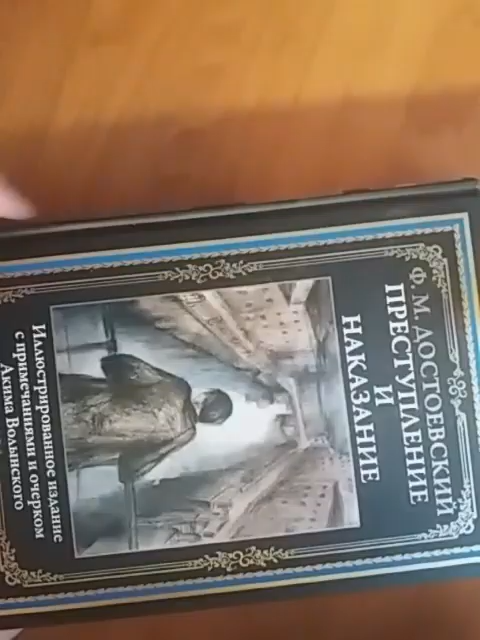 Ф. М. ДОСТОЕВСКИЙ
ПРЕСТУПЛЕНИЕ
И
НАКАЗАНИЕ
Иллюстрированное издание
с примечаниями и очерком
Акима Волынского